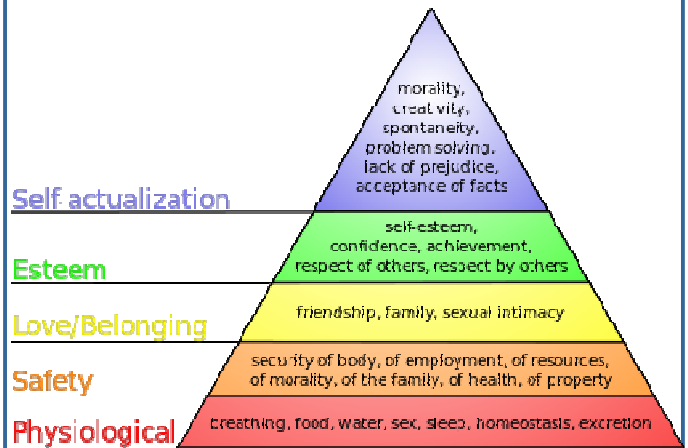 morality,
creativity,
spontaneity,
problem solving,
lack of prejudice,
acceptance of facts
Self-actualization
self-esteem,
confidence, achievement,
respect of others, respect by others
Esteem
friendship, family, sexual intimacy
Love/Belonging
security of body, of employment, of resources,
of morality, of the family, of health, of property
Safety
breathing, food, water, sex, sleep, homeostasis, excretion
Physiological